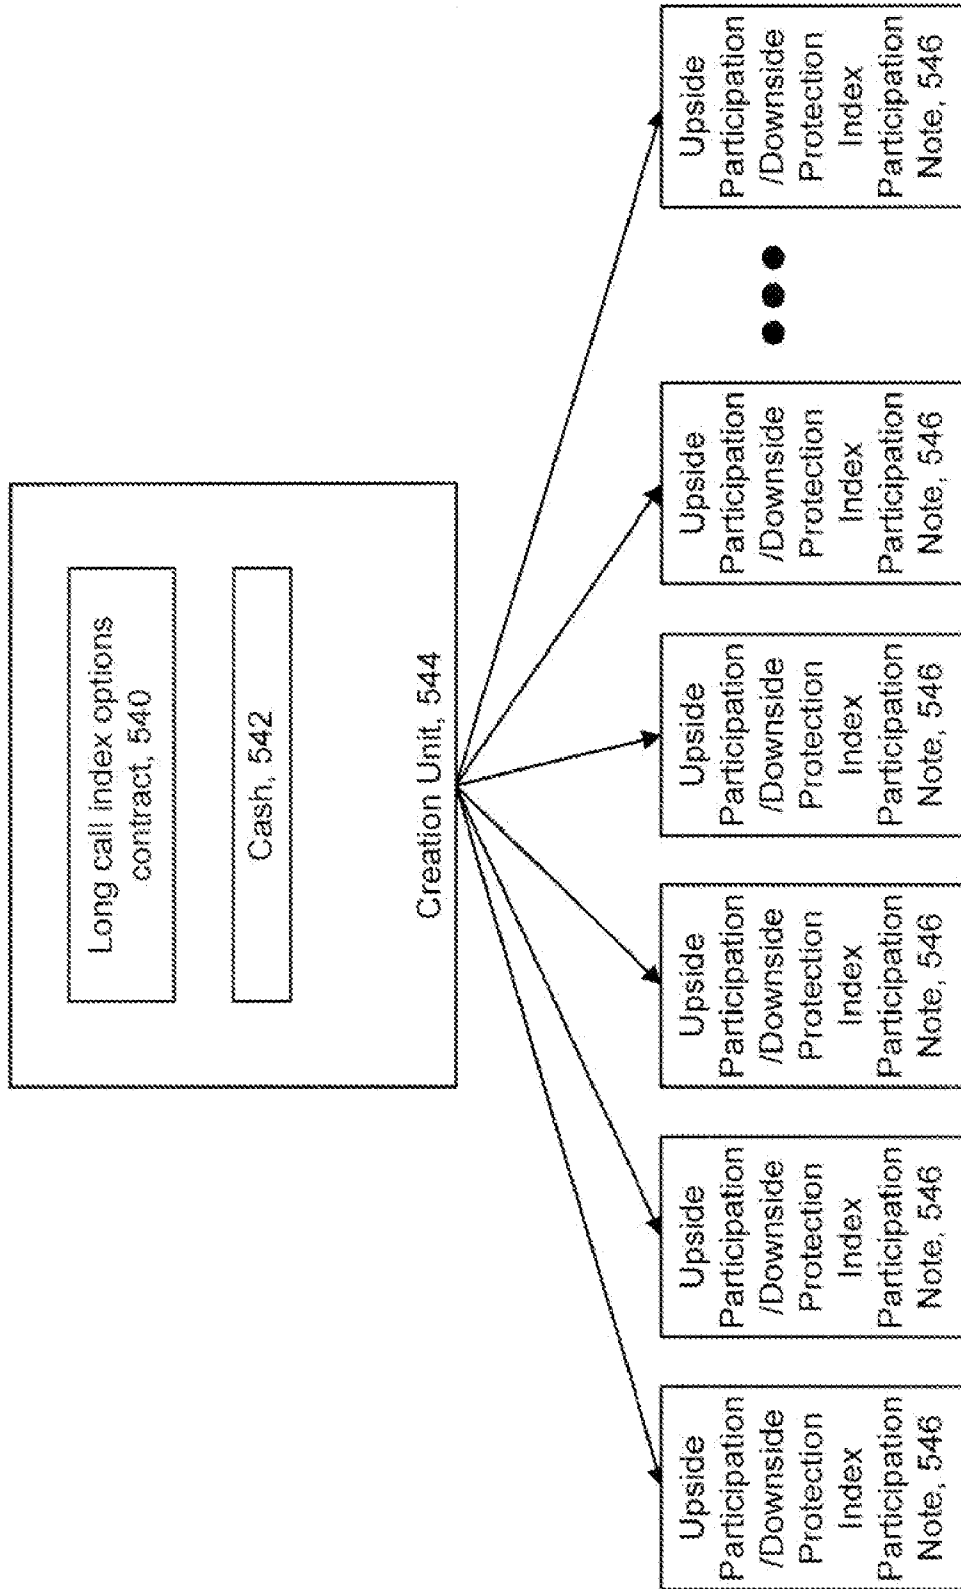 Long call index options
contract, 540
Cash, 542
Creation Unit, 544
Upside
Participation
/Downside
Protection
Index
Participation
Note, 546
Upside
Participation
/Downside
Protection
Index
Participation
Note, 546
Upside
Participation
/Downside
Protection
Index
Participation
Note, 546
Upside
Participation
/Downside
Protection
Index
Participation
Note, 546
Upside
Participation
/Downside
Protection
Index
Participation
Note, 546
Upside
Participation
/Downside
Protection
Index
Participation
Note, 546